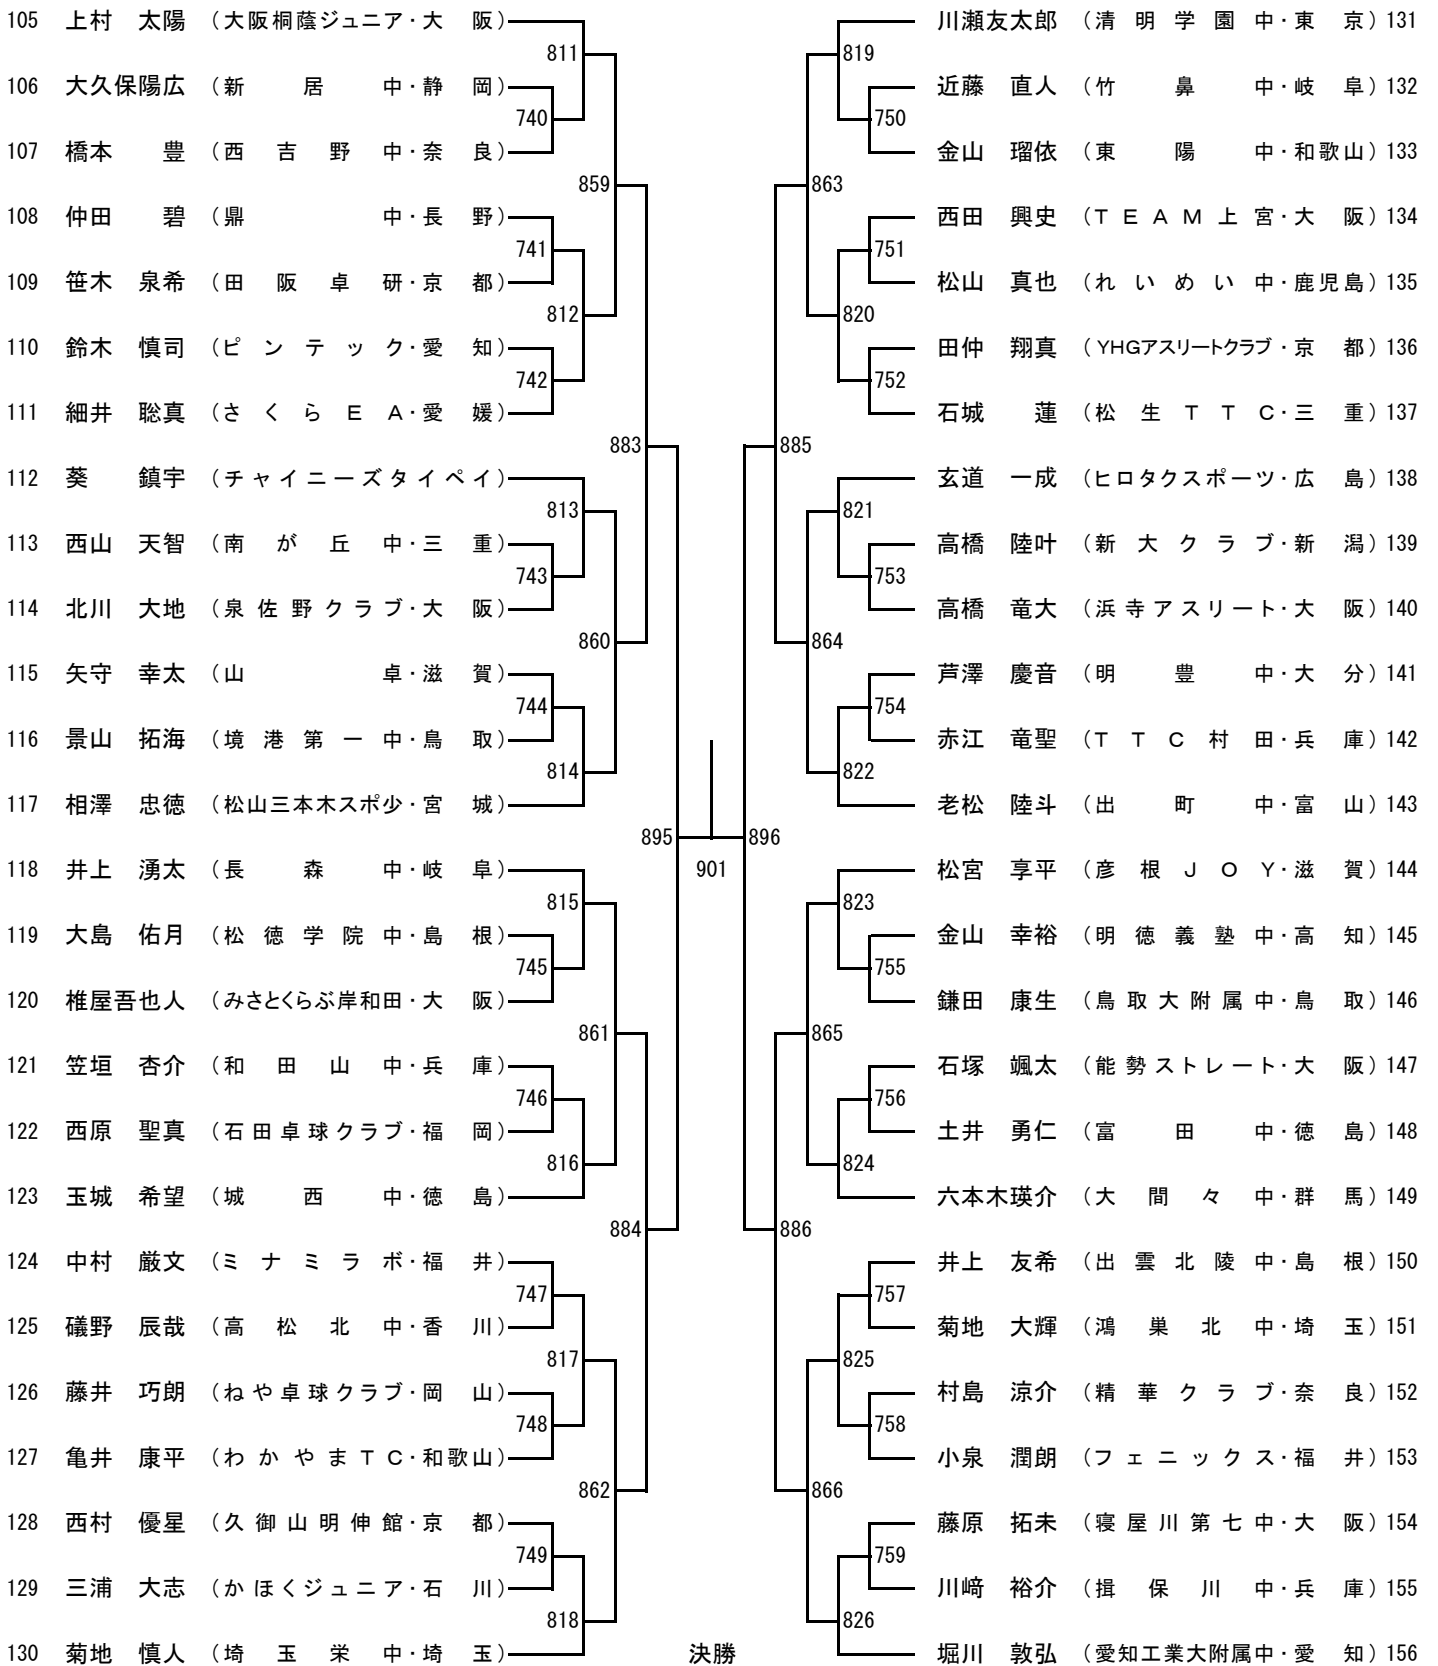 105 上村 太陽 (大阪桐蔭ジュニア・大 阪)
811
106 大久保陽広 (新 居 中・静 岡)
740
107 橋本 豊 (西 吉 野 中・奈 良)
859
108 仲田 碧 (鼎 中・長 野)
741
109 笹木 泉希 (田 阪 卓 研・京 都)
812
110 鈴木 慎司 (ピ ン テ ッ ク・愛 知)
742
111 細井 聡真 (さ く ら E A・愛 媛)
883
112 葵 鎮宇 (チャイニーズタイペイ)
813
113 西山 天智 (南 が 丘 中・三 重)
743
114 北川 大地 (泉 佐 野 ク ラ ブ・大 阪)
860
115 矢守 幸太 (山 卓・滋 賀)
744
116 景山 拓海 (境 港 第 一 中・鳥 取)
814
117 相澤 忠徳 (松山三本木スポ少・宮 城)
895
118 井上 湧太 (長 森 中・岐 阜)
815
119 大島 佑月 (松 徳 学 院 中・島 根)
745
120 椎屋吾也人 (みさとくらぶ岸和田・大 阪)
861
121 笠垣 杏介 (和 田 山 中・兵 庫)
746
122 西原 聖真 (石 田 卓 球 ク ラ ブ・福 岡)
816
123 玉城 希望 (城 西 中・徳 島)
884
124 中村 厳文 (ミ ナ ミ ラ ボ・福 井)
747
125 礒野 辰哉 (高 松 北 中・香 川)
817
126 藤井 巧朗 (ね や 卓 球 ク ラ ブ・岡 山)
748
127 亀井 康平 (わ か や ま T C・和歌山)
862
128 西村 優星 (久 御 山 明 伸 館・京 都)
749
129 三浦 大志 (か ほ く ジ ュ ニ ア・石 川)
818
130 菊地 慎人 (埼 玉 栄 中・埼 玉)
901
決勝
川瀬友太郎 (清 明 学 園 中・東 京) 131
819
近藤 直人 (竹 鼻 中・岐 阜) 132
750
金山 瑠依 (東 陽 中・和歌山) 133
863
西田 興史 (T E A M 上 宮・大 阪) 134
751
松山 真也 (れ い め い 中・鹿児島) 135
820
田仲 翔真 (YHGアスリートクラブ・京 都) 136
752
石城 蓮 (松 生 T T C・三 重) 137
885
玄道 一成 (ヒロタクスポーツ・広 島) 138
821
高橋 陸叶 (新 大 ク ラ ブ・新 潟) 139
753
高橋 竜大 (浜 寺 ア ス リ ー ト・大 阪) 140
864
芦澤 慶音 (明 豊 中・大 分) 141
754
赤江 竜聖 (T T C 村 田・兵 庫) 142
822
老松 陸斗 (出 町 中・富 山) 143
896
松宮 享平 (彦 根 J O Y・滋 賀) 144
823
金山 幸裕 (明 徳 義 塾 中・高 知) 145
755
鎌田 康生 (鳥 取 大 附 属 中・鳥 取) 146
865
石塚 颯太 (能 勢 ス ト レ ー ト・大 阪) 147
756
土井 勇仁 (富 田 中・徳 島) 148
824
六本木瑛介 (大 間 々 中・群 馬) 149
886
井上 友希 (出 雲 北 陵 中・島 根) 150
757
菊地 大輝 (鴻 巣 北 中・埼 玉) 151
825
村島 涼介 (精 華 ク ラ ブ・奈 良) 152
758
小泉 潤朗 (フ ェ ニ ッ ク ス・福 井) 153
866
藤原 拓未 (寝 屋 川 第 七 中・大 阪) 154
759
川﨑 裕介 (揖 保 川 中・兵 庫) 155
826
堀川 敦弘 (愛知工業大附属中・愛 知) 156